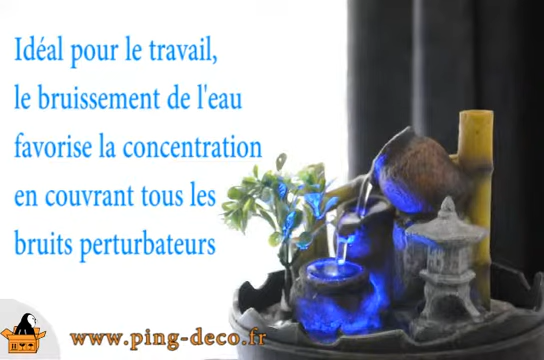 Idéal pour le travail,
le bruissement de l'eau
favorise la concentration
en couvrant tous les
bruits perturbateurs
www.ping-deco.fr